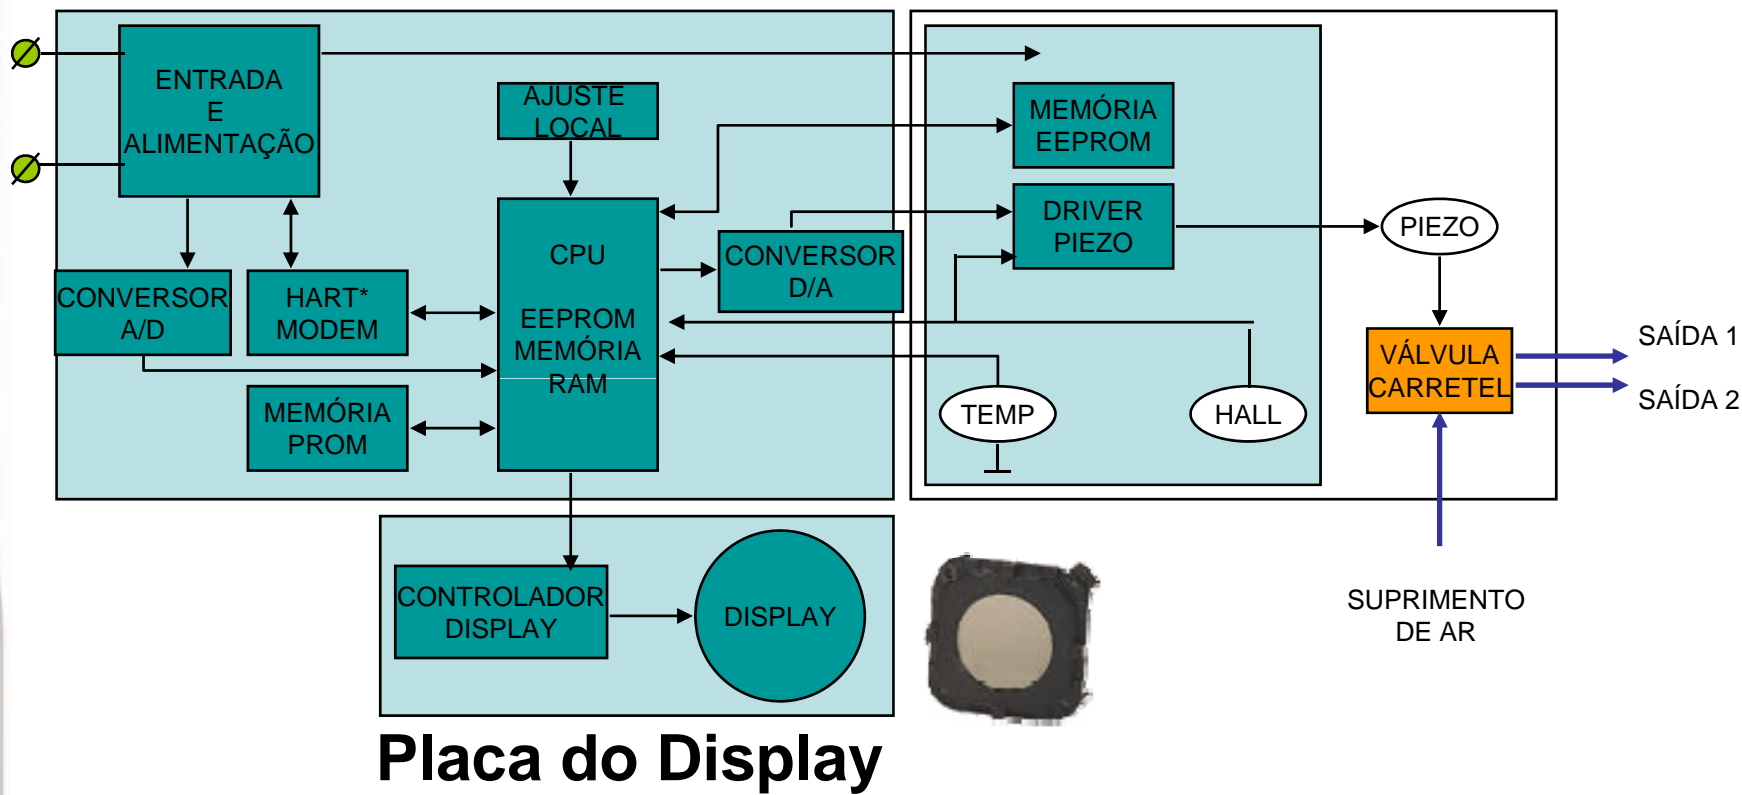 ENTRADA
E
ALIMENTAÇÃO
AJUSTE
LOCAL
MEMÓRIA
EEPROM
DRIVER
PIEZO
PIEZO
CPU
EEPROM
MEMÓRIA
RAM
CONVERSOR
D/A
CONVERSOR
A/D
HART*
MODEM
MEMÓRIA
PROM
TEMP
HALL
VÁLVULA
CARRETEL
SAÍDA 1
SAÍDA 2
CONTROLADOR
DISPLAY
DISPLAY
SUPRIMENTO
DE AR
Placa do Display